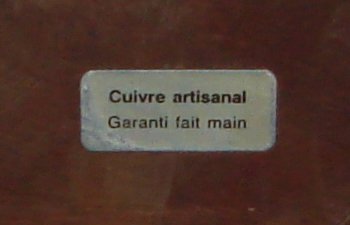 Cuivre artisanal
Garanti fait main